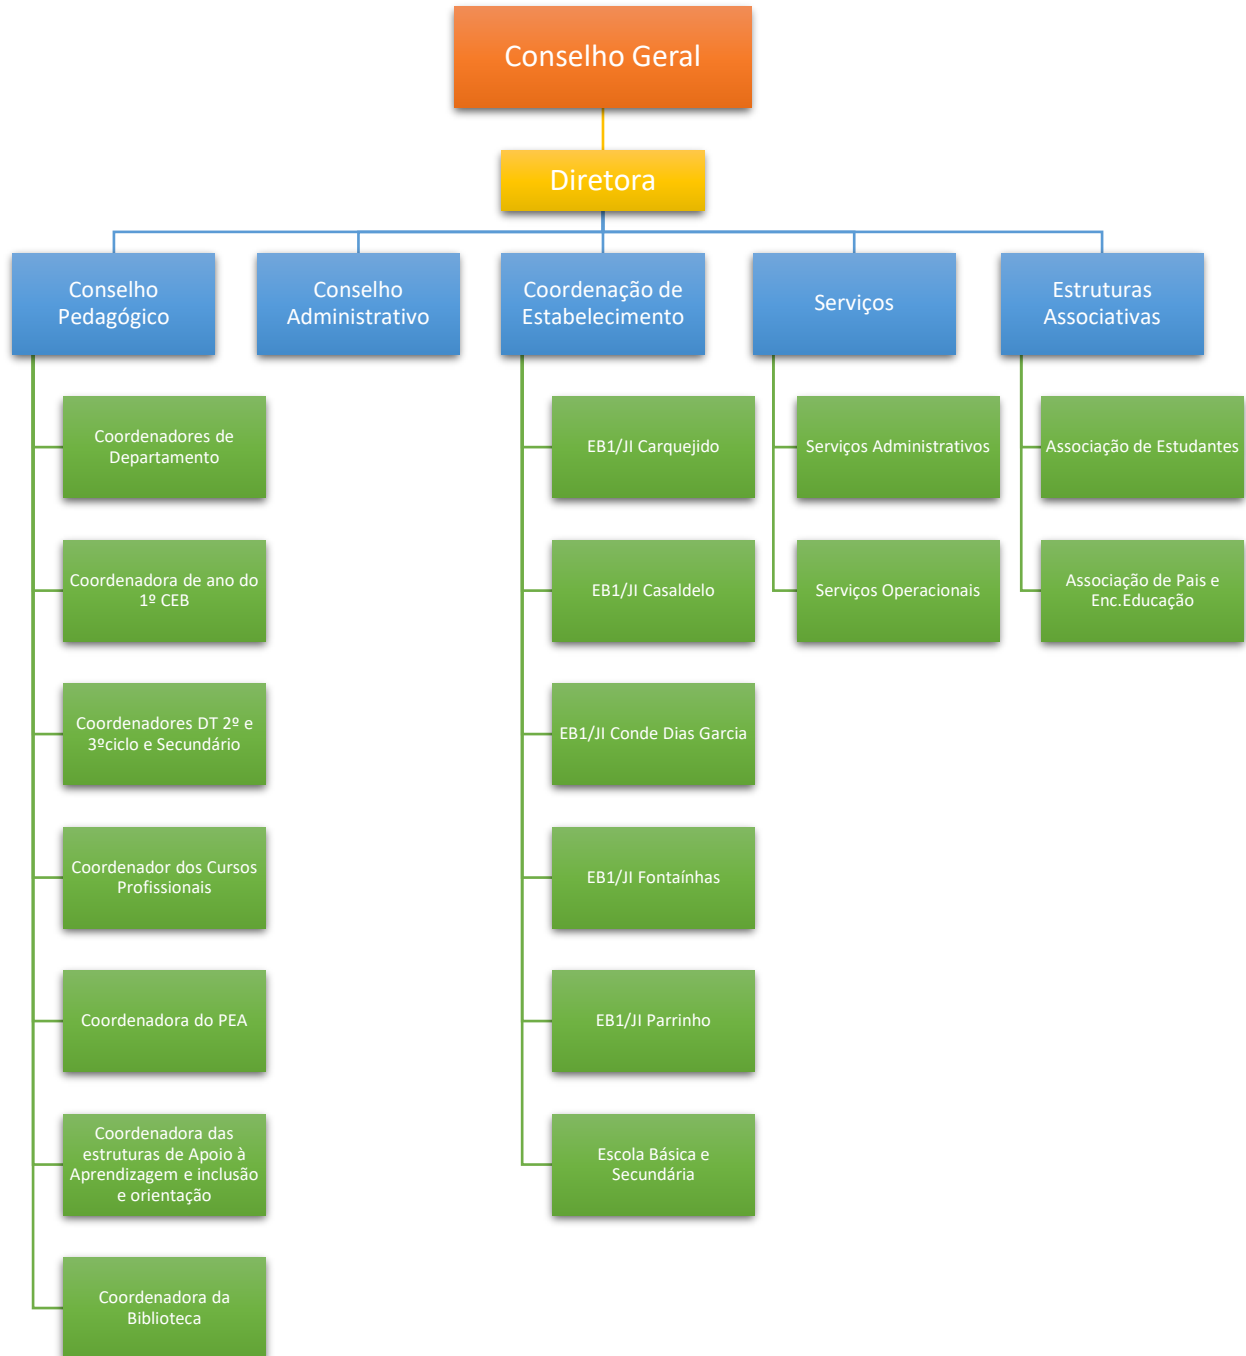 Conselho Geral
Diretora
Conselho
Pedagógico
Conselho
Administrativo
Coordenação de
Estabelecimento
Serviços
Estruturas
Associativas
Coordenadores de
Departamento
Coordenadora de ano do
1º CEB
Coordenadores DT 2º e
3ºciclo e Secundário
Coordenador dos Cursos
Profissionais
Coordenadora do PEA
Coordenadora das
estruturas de Apoio à
Aprendizagem e inclusão
e orientação
Coordenadora da
Biblioteca
EB1/JI Carquejido
EB1/JI Casaldelo
EB1/JI Conde Dias Garcia
EB1/JI Fontaínhas
EB1/JI Parrinho
Escola Básica e
Secundária
Serviços Administrativos
Serviços Operacionais
Associação de Estudantes
Associação de Pais e
Enc.Educação